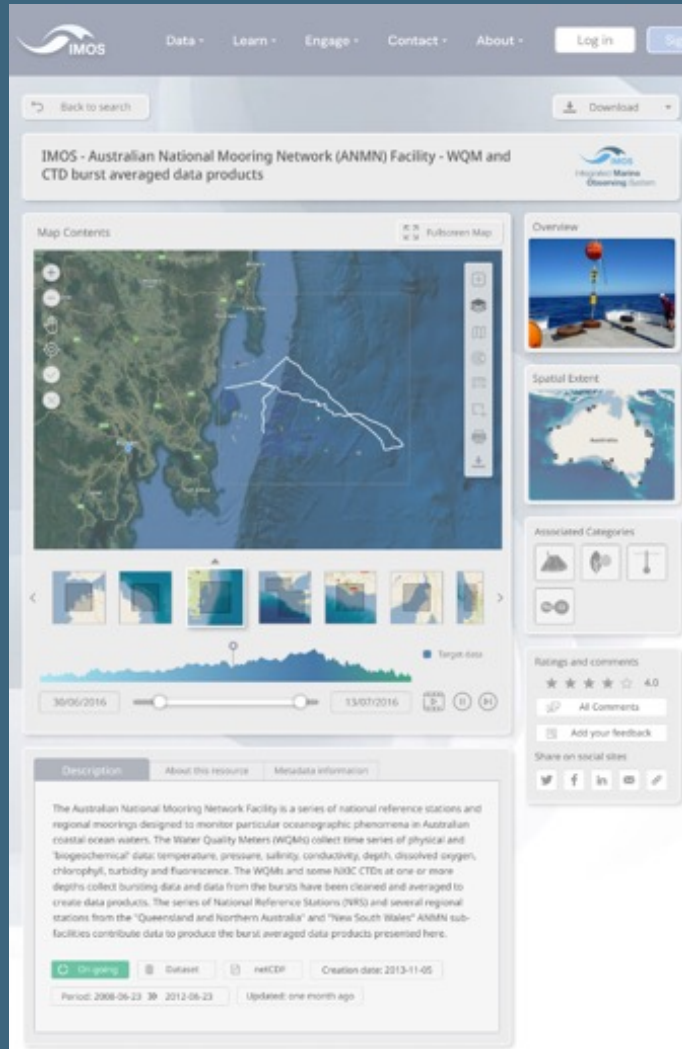 IMOS
Data Learn Engage Contact About Log in
Back to search
Download
IMOS - Australian National Mooring Network (ANMN) Facility - WQM and
CTD burst averaged data products
IMOS
Integrated Marine
Observing System
Map Contents
Fullscreen Map
Target data
30/06/2016
13/07/2016
Overview
Spatial Extent
Australia
Associated Categories
Ratings and comments
4.0
All Comments
Add your feedback
Share on social sites
Description
About this resource
Metadata information
The Australian National Mooring Network Facility is a series of national reference stations and
regional moorings designed to monitor particular oceanographic phenomena in Australian
coastal ocean waters. The Water Quality Meters (WQMs) collect time series of physical and
'biogeochemical' data: temperature, pressure, salinity, conductivity, depth, dissolved oxygen,
chlorophyll, turbidity and fluorescence. The WQMs and some NXIC CTDs at one or more
depths collect bursting data and data from the bursts have been cleaned and averaged to
create data products. The series of National Reference Stations (NRS) and several regional
stations from the "Queensland and Northern Australia" and "New South Wales" ANMN sub-
facilities contribute data to produce the burst averaged data products presented here.
On going
Dataset
netCDF
Creation date: 2013-11-05
Period: 2008-06-23 2012-06-23
Updated: one month ago